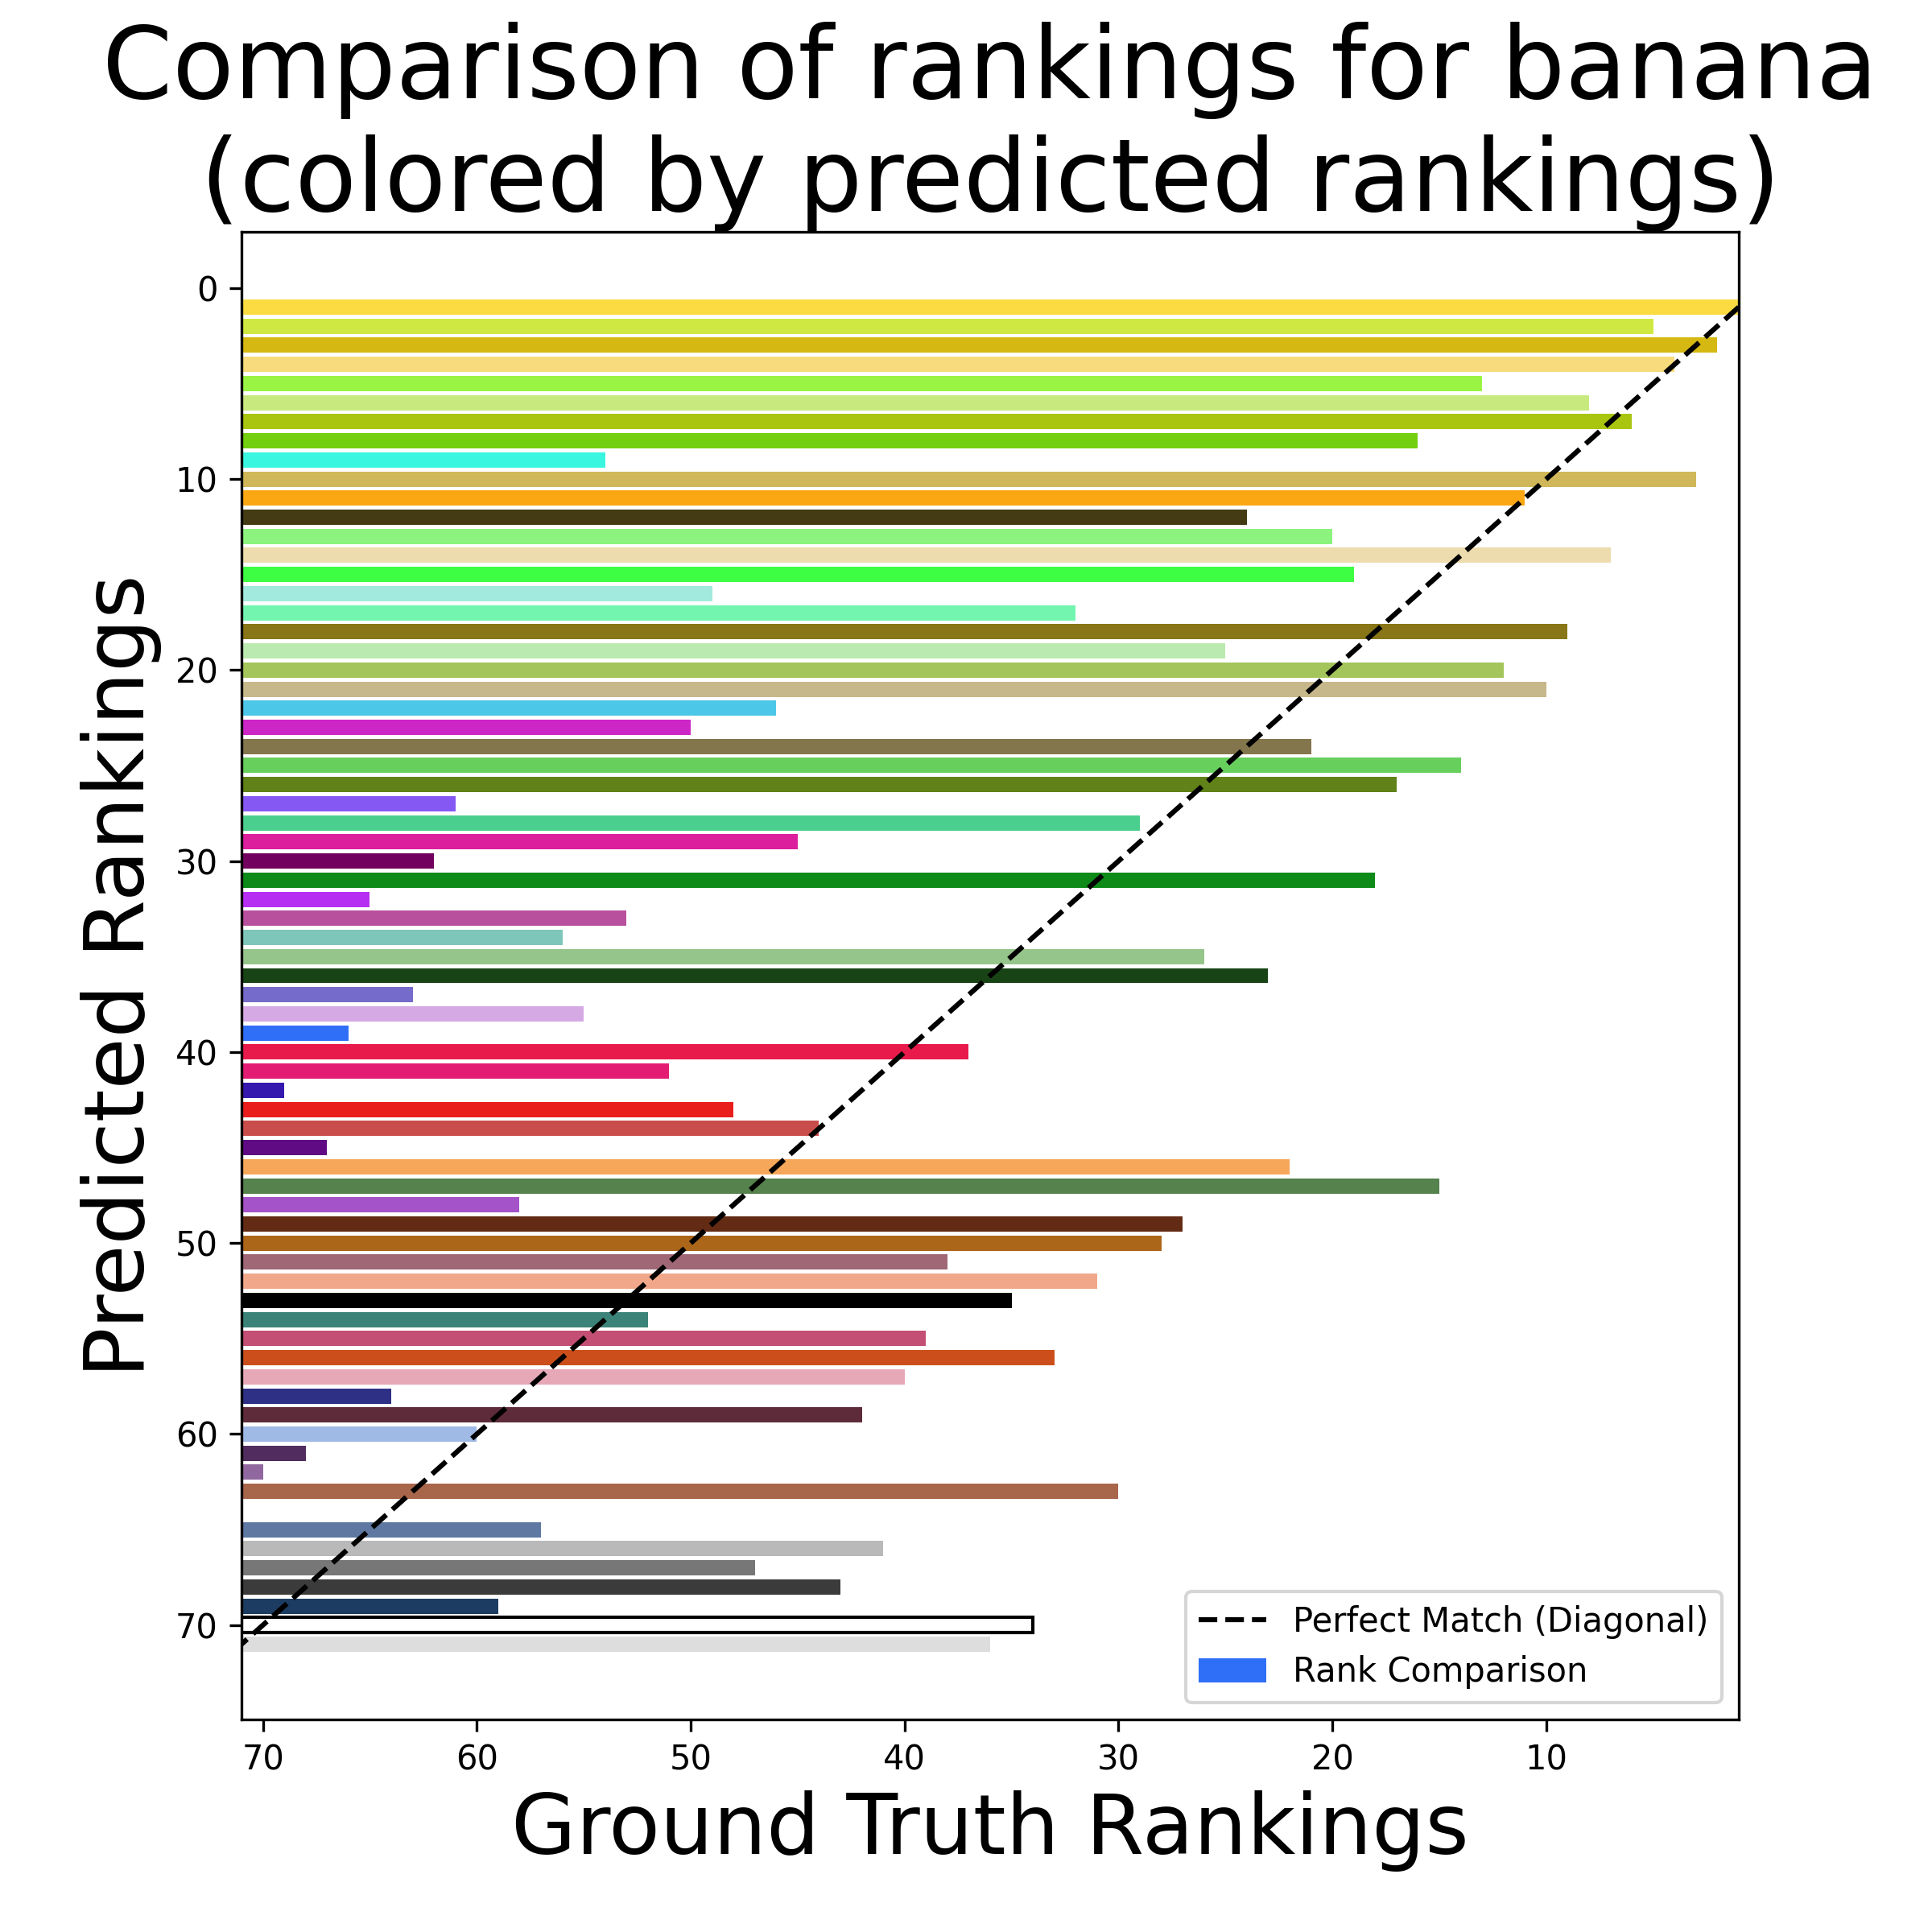 Comparison of rankings for banana
(colored by predicted rankings)
Predicted Rankings
0
10
20
30
40
50
60
70
Perfect Match (Diagonal)
Rank Comparison
70 60 50 40 30 20 10
Ground Truth Rankings